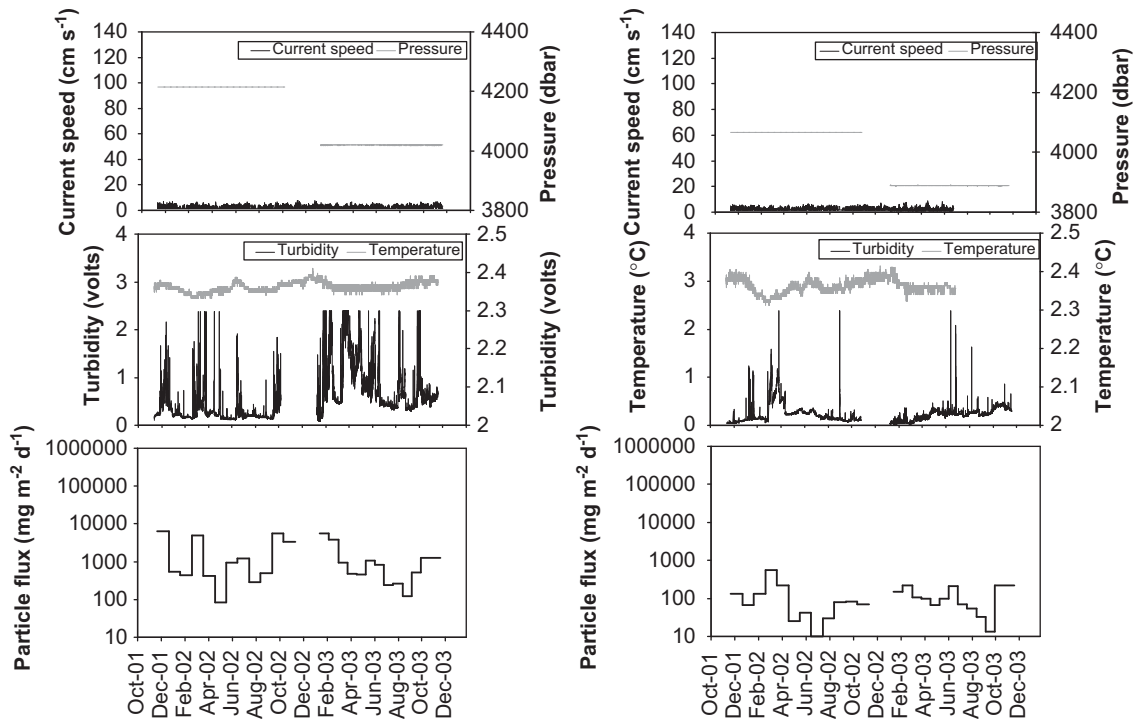 Current speed (cm s-1)
140
120
100
80
60
40
20
0
Current speed Pressure
4400
4200
4000
3800
Pressure (dbar)
Turbidity (volts)
4
3
2
1
0
Turbidity Temperature
2.5
2.4
2.3
2.2
2.1
2
Turbidity (volts)
Particle flux (mg m-2 d-1)
1000000
100000
10000
1000
100
10
Oct-01
Dec-01
Feb-02
Apr-02
Jun-02
Aug-02
Oct-02
Dec-02
Feb-03
Apr-03
Jun-03
Aug-03
Oct-03
Dec-03
Current speed (cm s-1)
140
120
100
80
60
40
20
0
Current speed Pressure
4400
4200
4000
3800
Pressure (dbar)
Temperature (°C)
4
3
2
1
0
Turbidity Temperature
2.5
2.4
2.3
2.2
2.1
2
Temperature (°C)
Particle flux (mg m-2 d-1)
1000000
100000
10000
1000
100
10
Oct-01
Dec-01
Feb-02
Apr-02
Jun-02
Aug-02
Oct-02
Dec-02
Feb-03
Apr-03
Jun-03
Aug-03
Oct-03
Dec-03